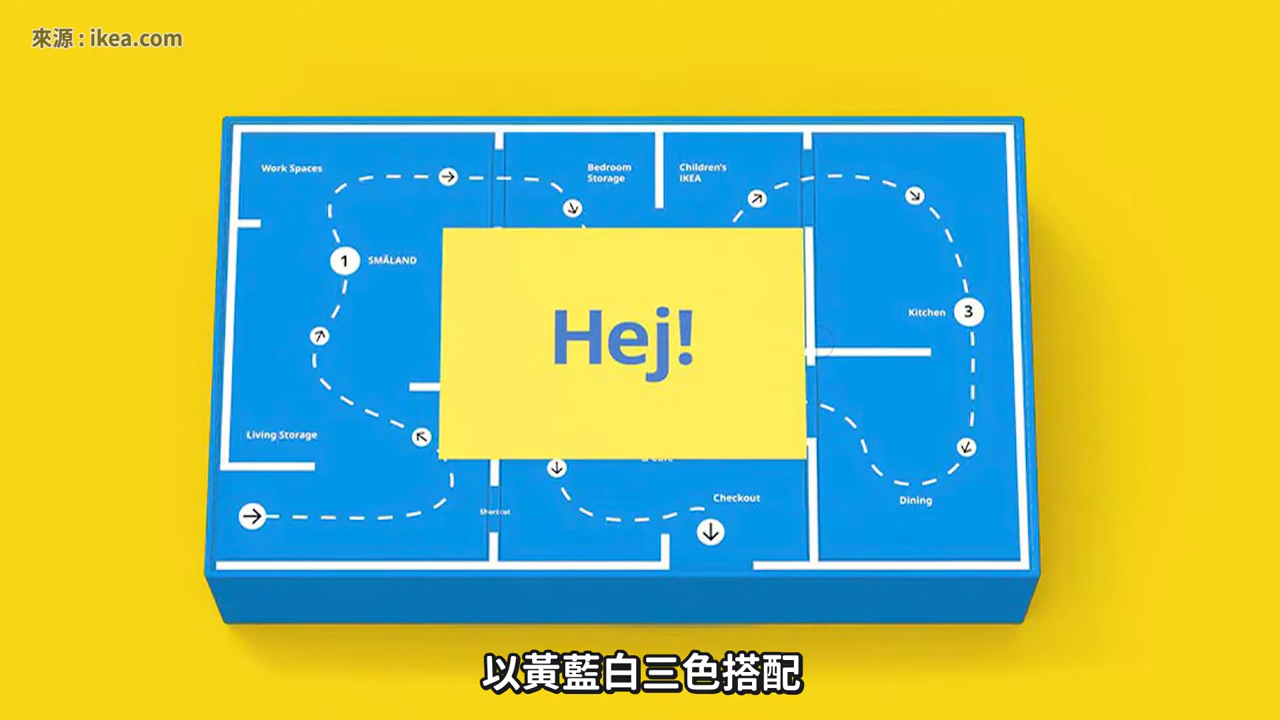 來源 : ikea.com
Work Spaces
Bedroom
Storage
Children's
IKEA
1
SMÅLAND
Hej!
Kitchen
3
Living Storage
Checkout
Dining
Shortcut
以黃藍白三色搭配